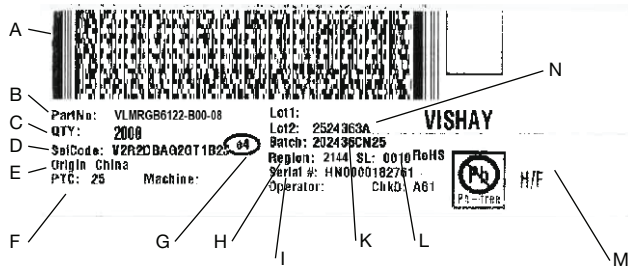 A
B
C
D
E
F
G
H
I
K
L
M
N
PartNo: VLMRGB6122-B00-08
QTY: 2000
SelCode: V2R2DBAG2GT1B25
Origin China
PTC: 25 Machine:
e4
Lot1:
Lot2: 2524363A
Batch: 202436CN25
Region: 2144 SL: 0010 RoHS
Serial #: HN0000182761
Operator: ChkD: A61
VISHAY
Pb
Pb-free
H/F